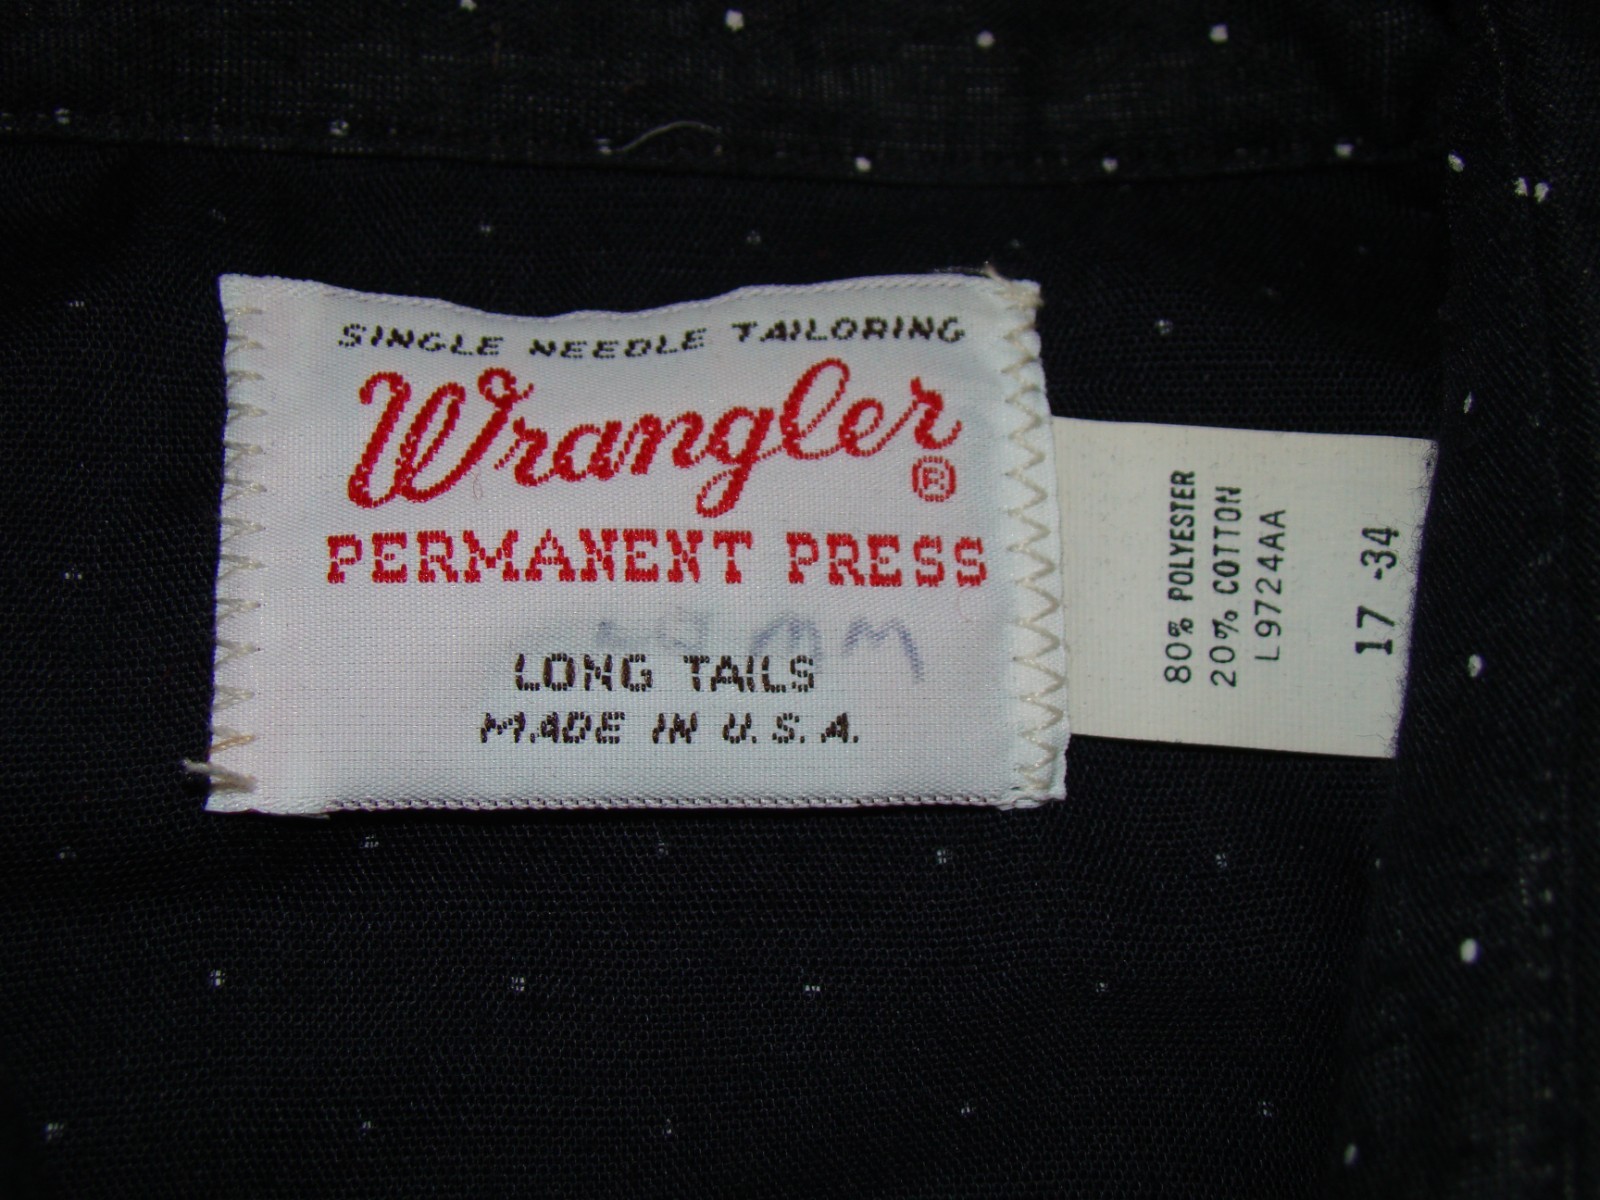 SINGLE NEEDLE TAILORING
Wrangler ®
PERMANENT PRESS
LONG TAILS
MADE IN U.S.A.
80% POLYESTER
20% COTTON
L9724AA
17 -34